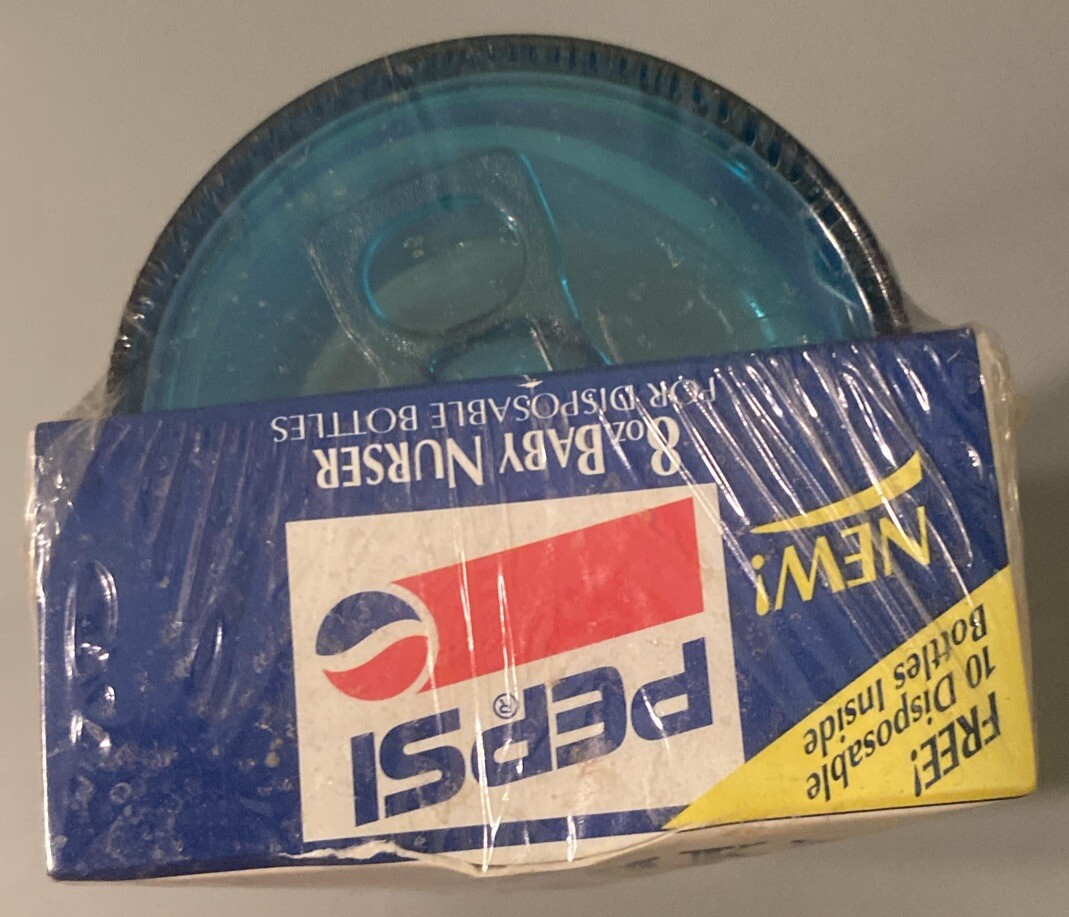 PEPSI®
8 oz. BABY NURSER
FOR DISPOSABLE BOTTLES
FREE!
10 Disposable
Bottles Inside
NEW!